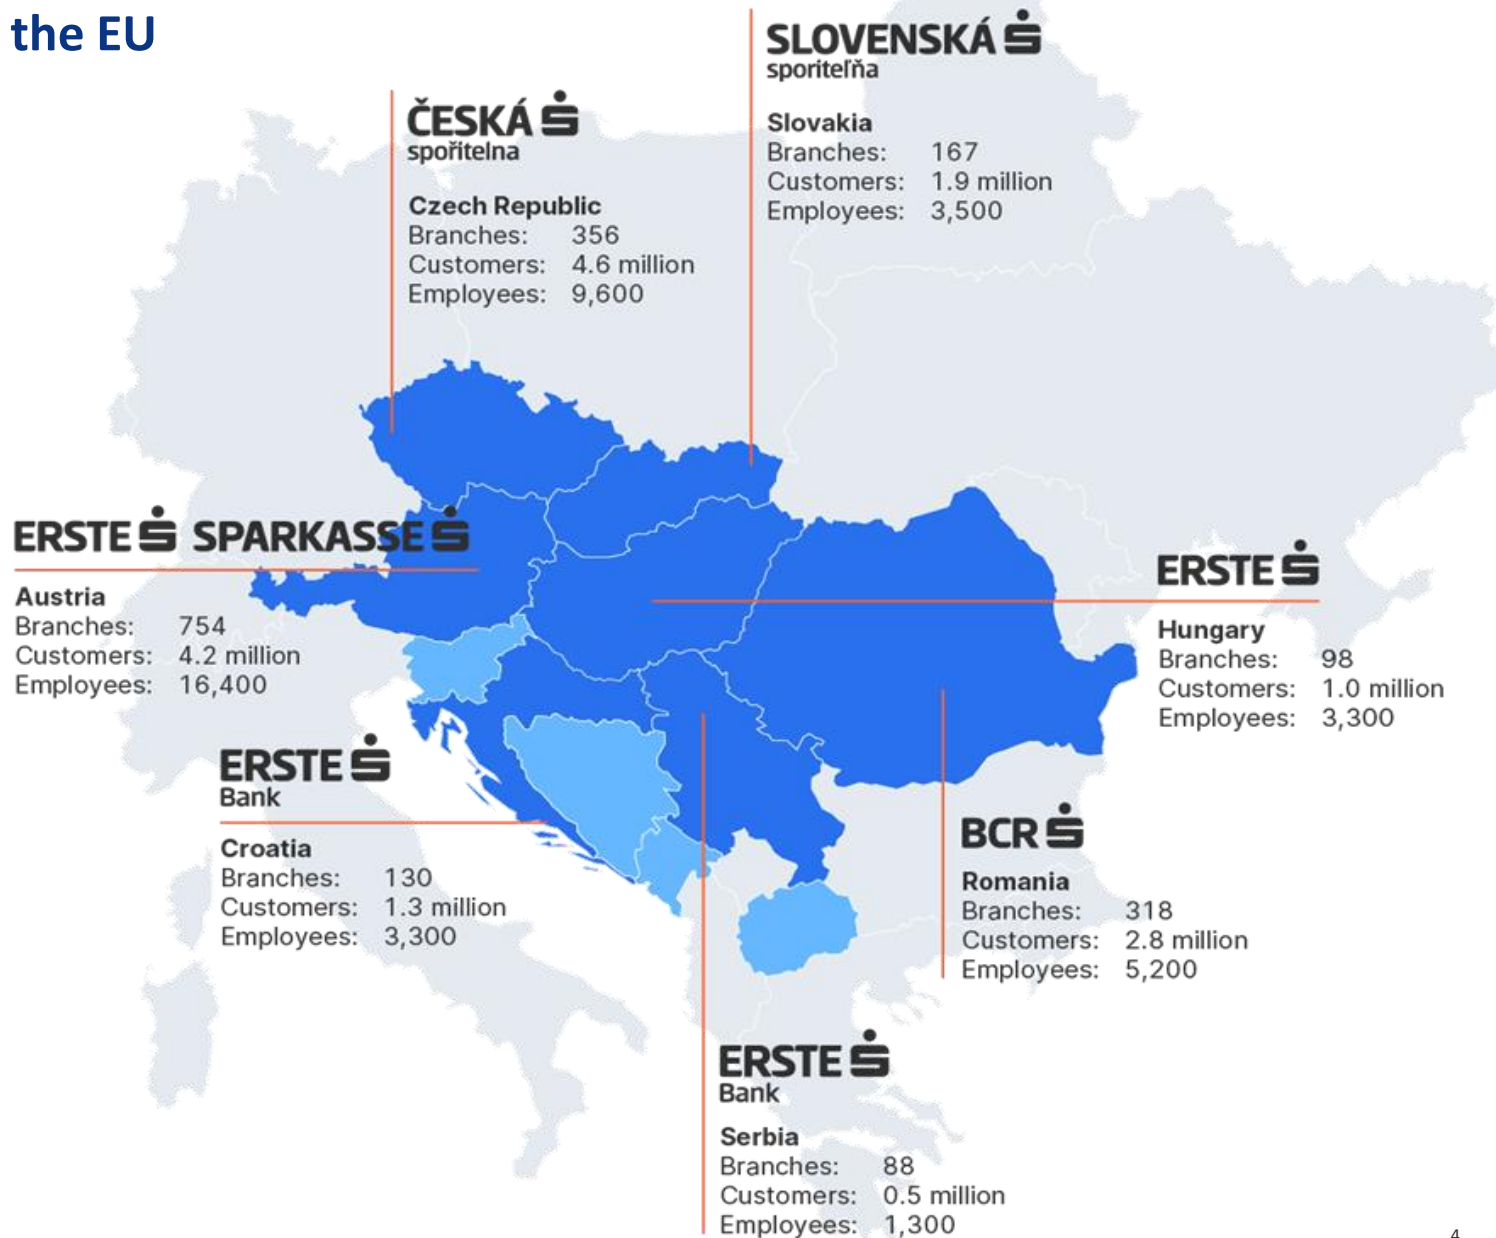 the EU
SLOVENSKÁ S
sporiteľňa
Slovakia
Branches: 167
Customers: 1.9 million
Employees: 3,500
ČESKÁ S
spořitelna
Czech Republic
Branches: 356
Customers: 4.6 million
Employees: 9,600
ERSTE S SPARKASSE S
Austria
Branches: 754
Customers: 4.2 million
Employees: 16,400
ERSTE S
Hungary
Branches: 98
Customers: 1.0 million
Employees: 3,300
ERSTE S
Bank
Croatia
Branches: 130
Customers: 1.3 million
Employees: 3,300
BCR S
Romania
Branches: 318
Customers: 2.8 million
Employees: 5,200
ERSTE S
Bank
Serbia
Branches: 88
Customers: 0.5 million
Employees: 1,300
4